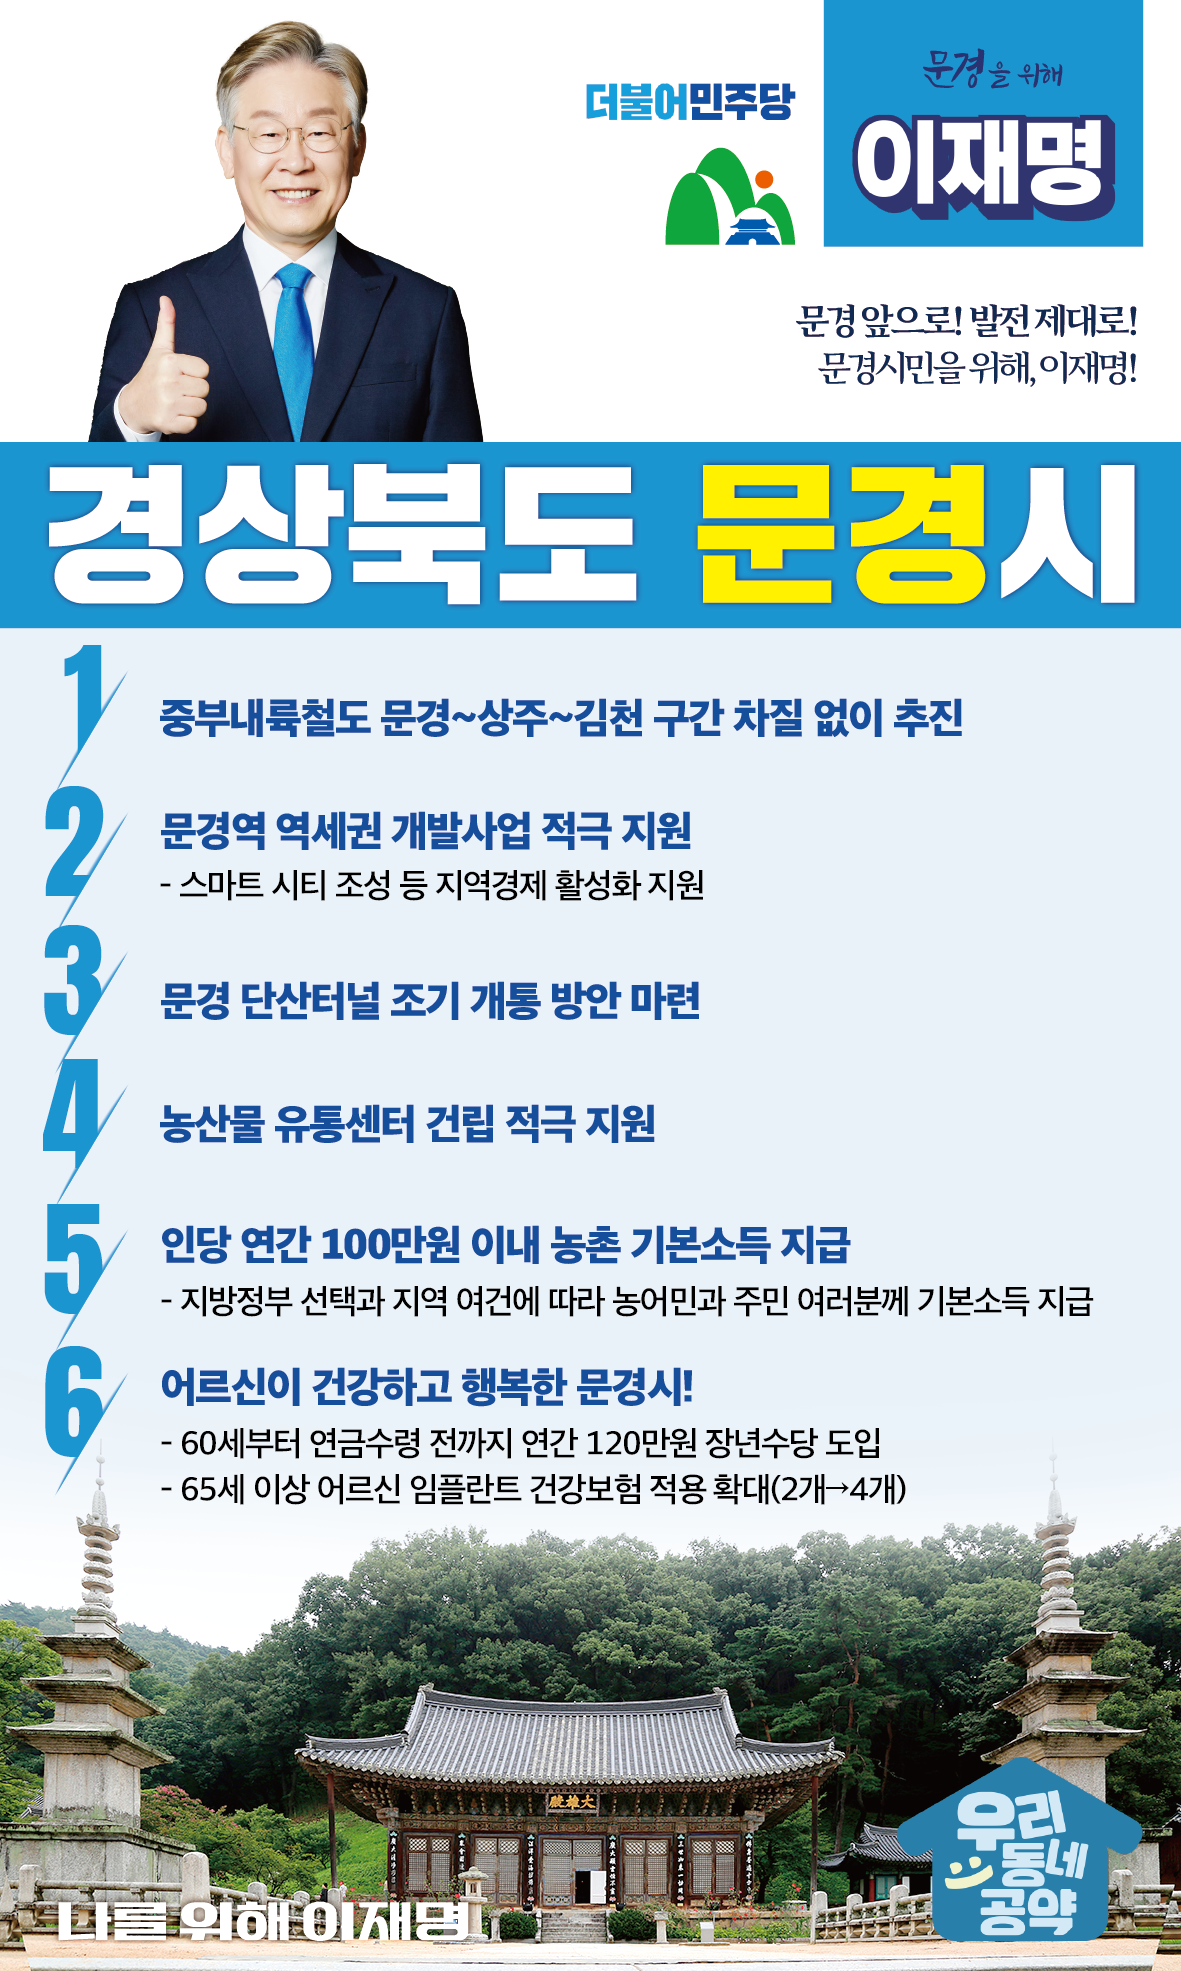 더불어민주당
문경을 위해
이재명
문경 앞으로! 발전 제대로!
문경시민을 위해, 이재명!
경상북도 문경시
1
중부내륙철도 문경~상주~김천 구간 차질 없이 추진
2
문경역 역세권 개발사업 적극 지원
- 스마트 시티 조성 등 지역경제 활성화 지원
3
문경 단산터널 조기 개통 방안 마련
4
농산물 유통센터 건립 적극 지원
5
인당 연간 100만원 이내 농촌 기본소득 지급
- 지방정부 선택과 지역 여건에 따라 농어민과 주민 여러분께 기본소득 지급
6
어르신이 건강하고 행복한 문경시!
- 60세부터 연금수령 전까지 연간 120만원 장년수당 도입
- 65세 이상 어르신 임플란트 건강보험 적용 확대(2개→4개)
殿雄大
우리
동네
공약
나를 위해 이재명